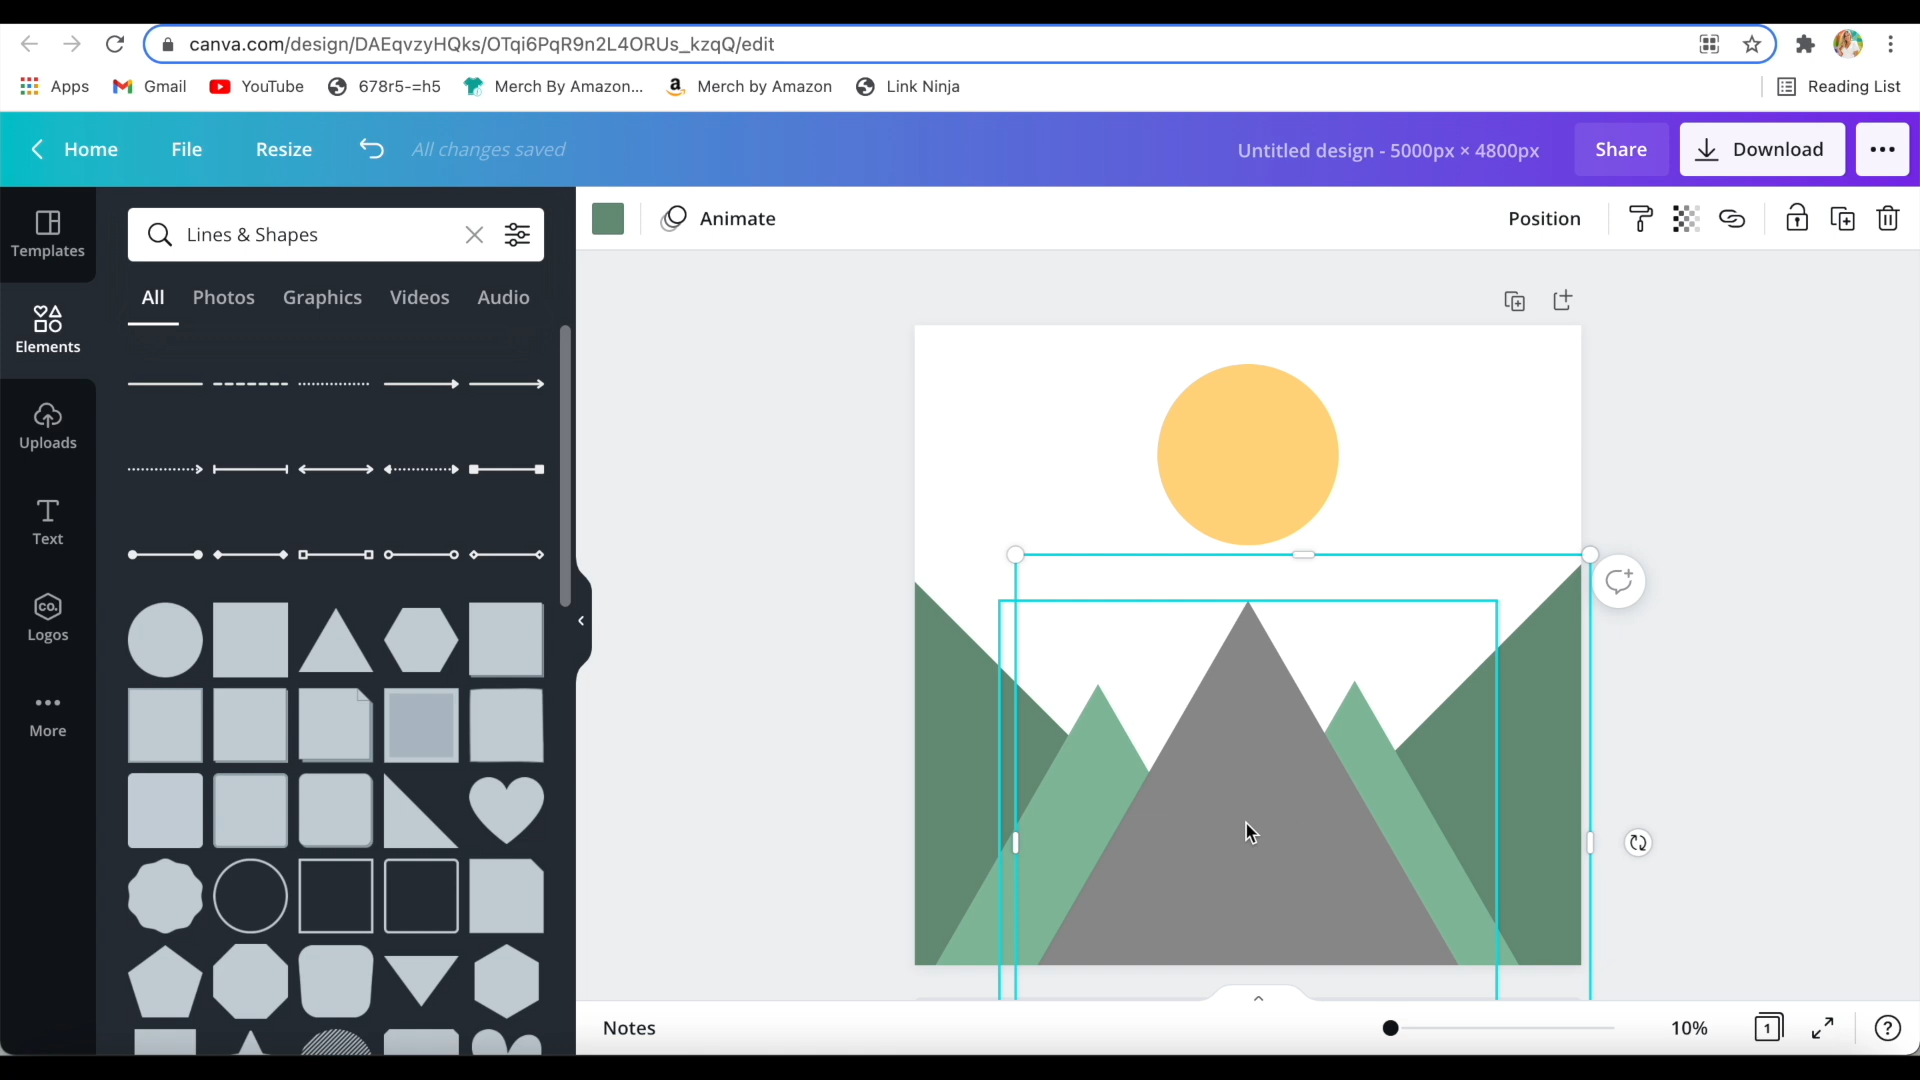 canva.com/design/DAEqvzyHQks/OTqi6PqR9n2L4ORUs_kzqQ/edit
Apps Gmail YouTube 678r5-=h5 Merch By Amazon... Merch by Amazon Link Ninja Reading List
Home File Resize All changes saved Untitled design - 5000px × 4800px Share Download
Templates
Elements
Uploads
Text
Logos
More
CO.
Lines & Shapes
All Photos Graphics Videos Audio
Animate Position
Notes 10% 1 ?